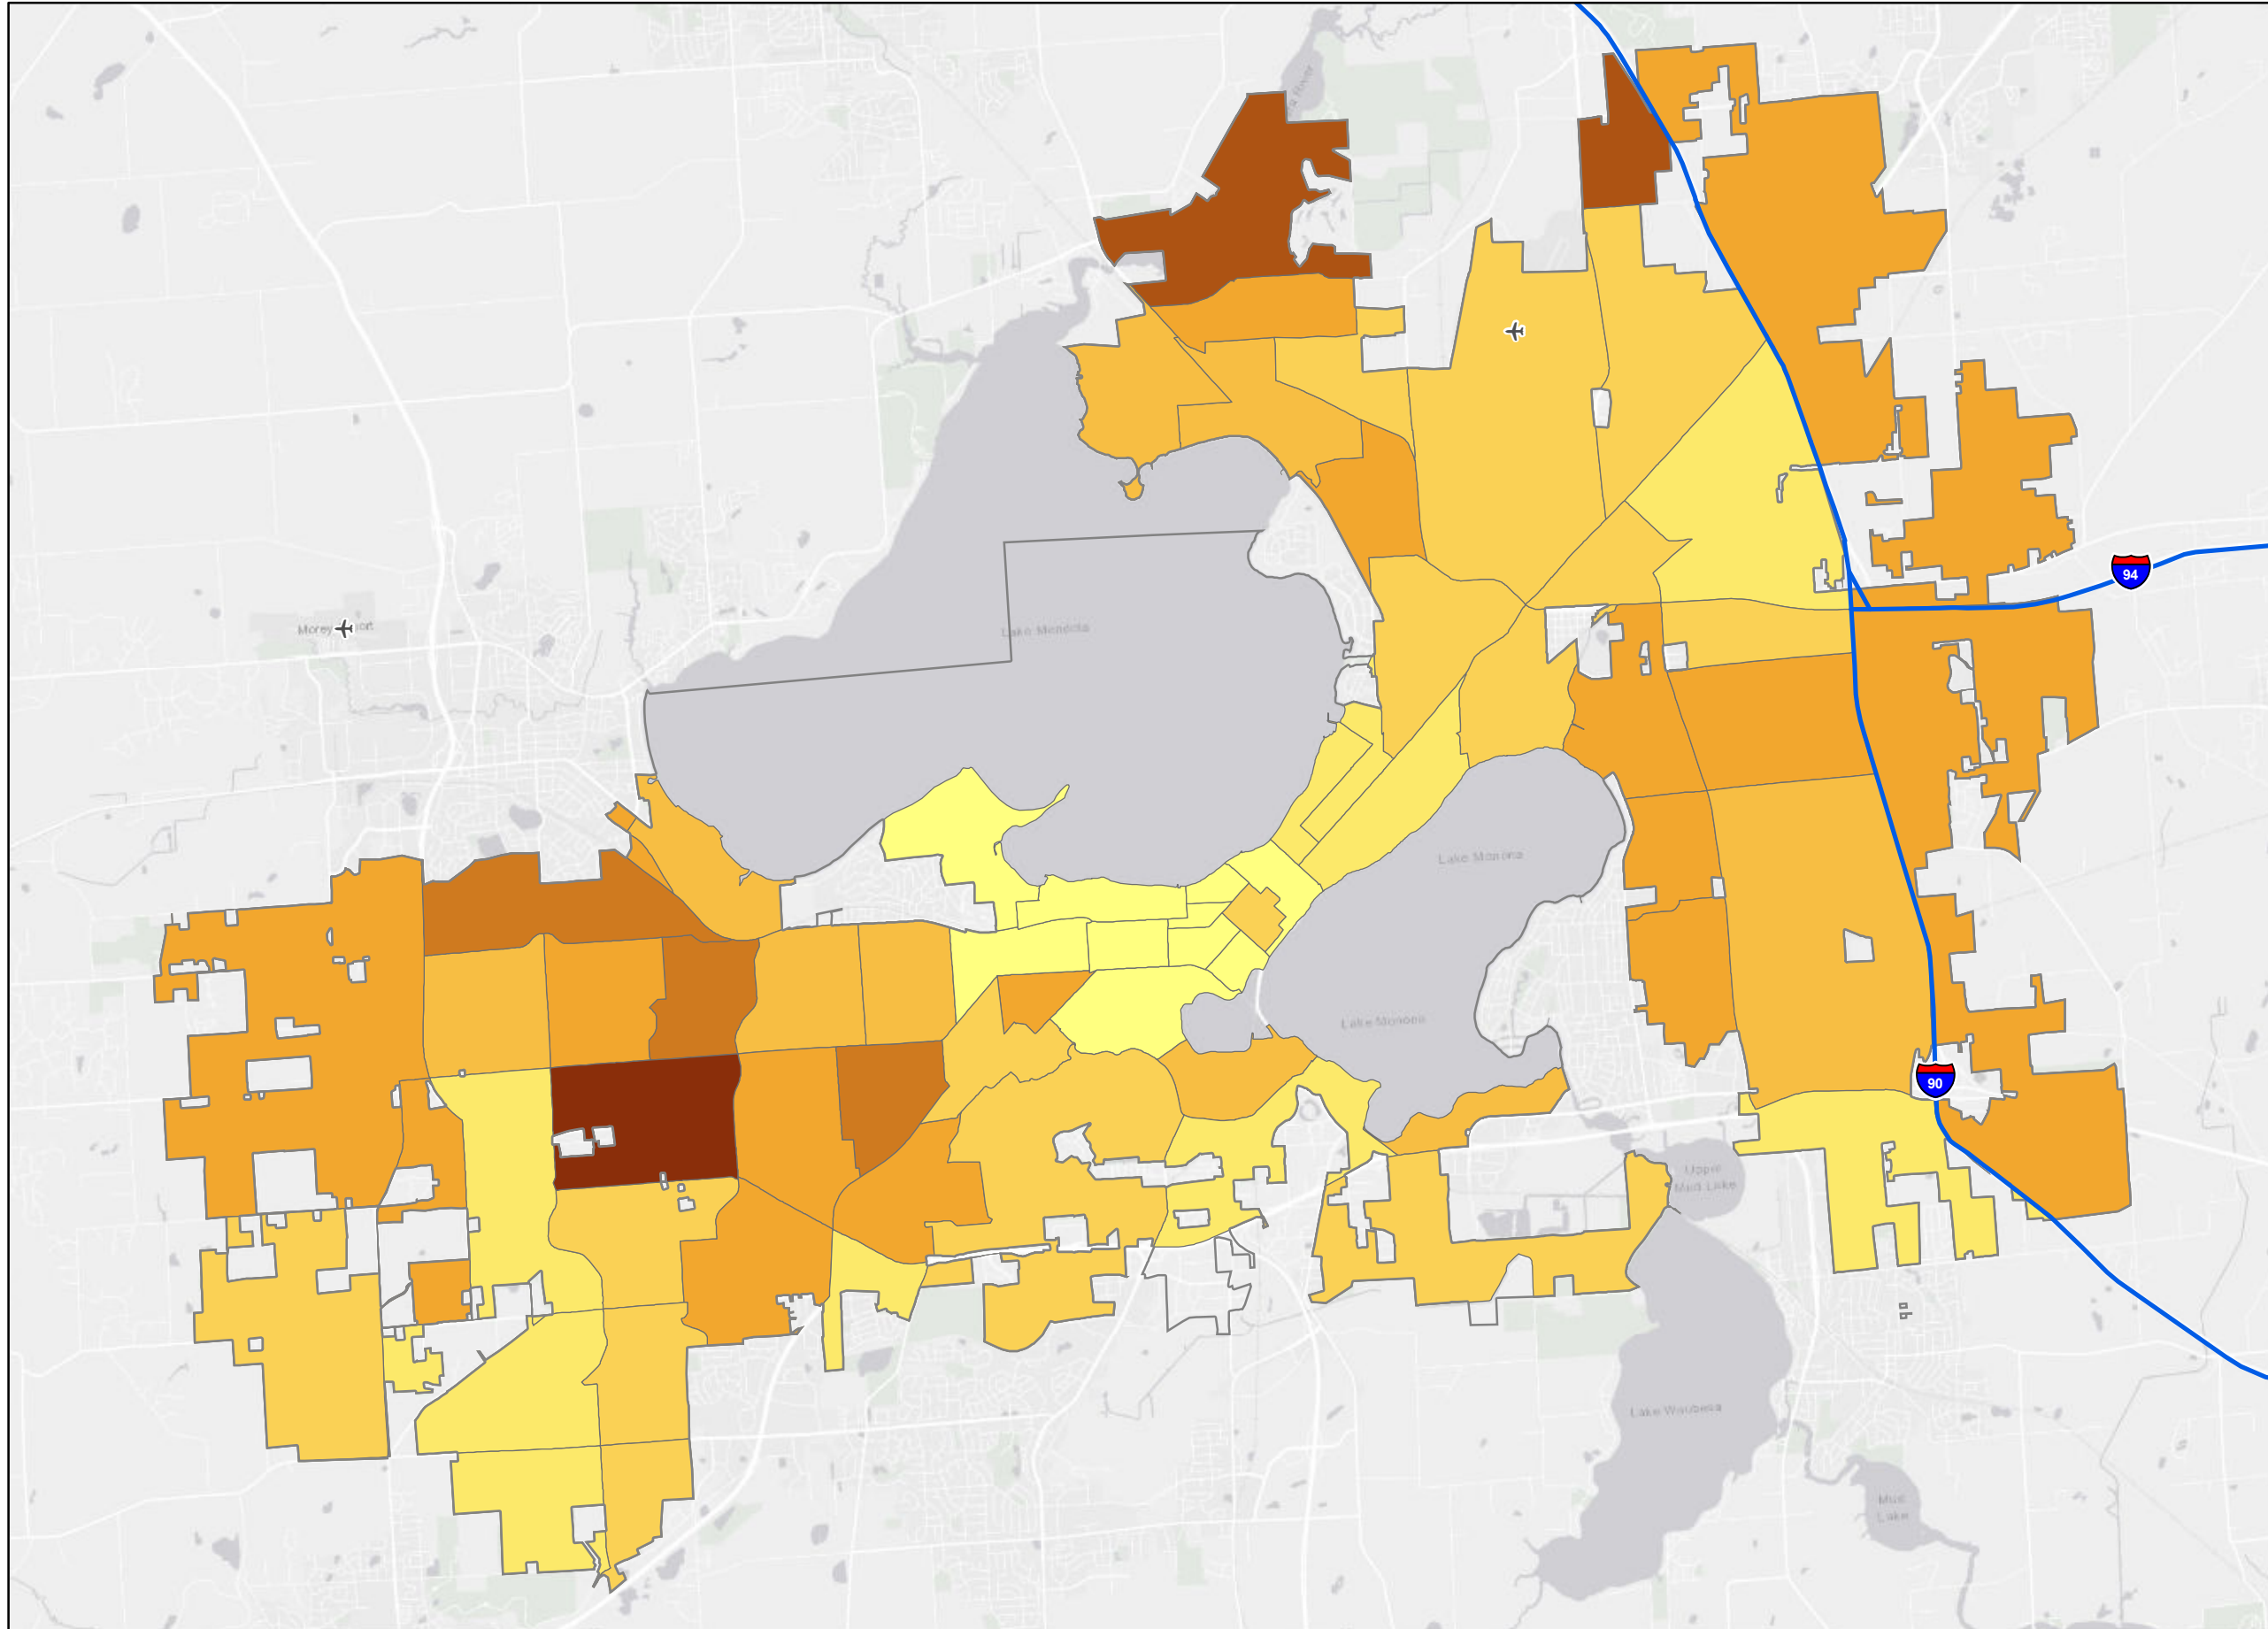 Lake Mendota
94
Lake Monona
Lake Monona
90
Upper
Mud Lake
Lake Waubesa
Mud
Lake